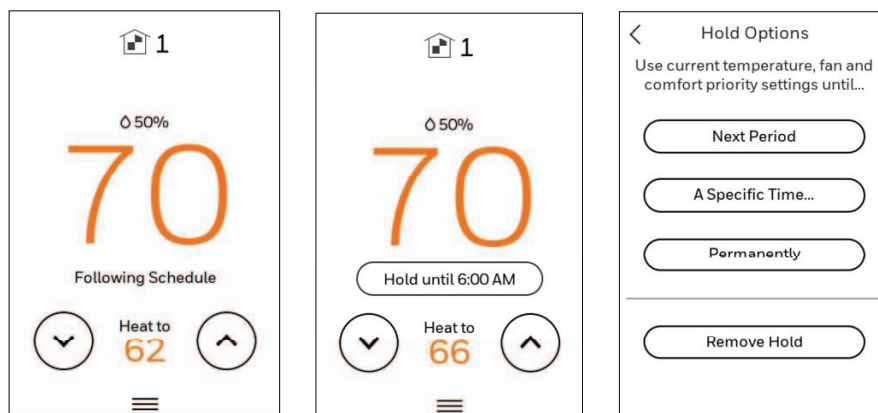 1
50%
70
Following Schedule
Heat to
62
1
50%
70
Hold until 6:00 AM
Heat to
66
Hold Options
Use current temperature, fan and
comfort priority settings until...
Next Period
A Specific Time...
Permanently
Remove Hold